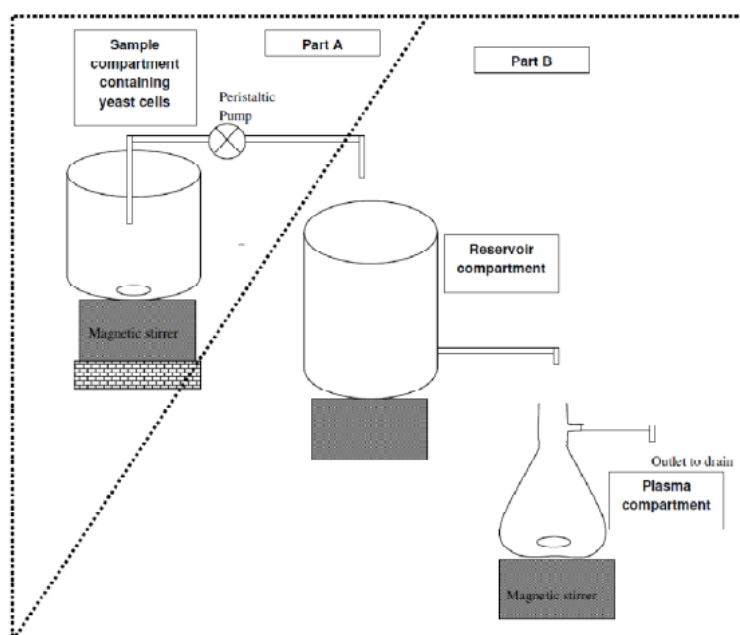 Sample
compartment
containing
yeast cells
Part A
Part B
Peristaltic
Pump
Reservoir
compartment
Magnetic stirrer
Outlet to drain
Plasma
compartment
Magnetic stirrer